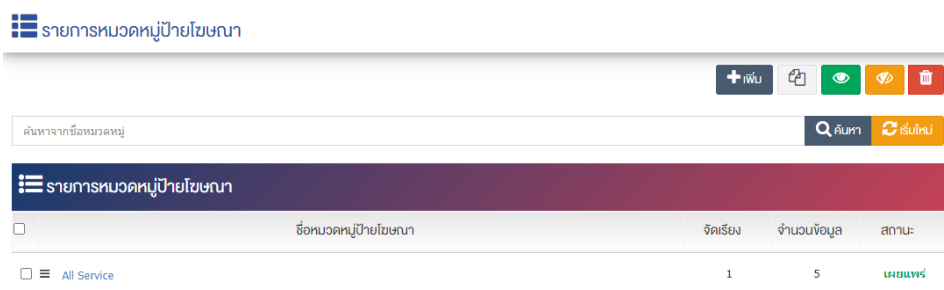 รายการหมวดหมู่ป้ายโฆษณา
เพิ่ม
ค้นหาจากชื่อหมวดหมู่ ค้นหา เริ่มใหม่
รายการหมวดหมู่ป้ายโฆษณา
ชื่อหมวดหมู่ป้ายโฆษณา จัดเรียง จำนวนข้อมูล สถานะ
All Service 1 5 เผยแพร่